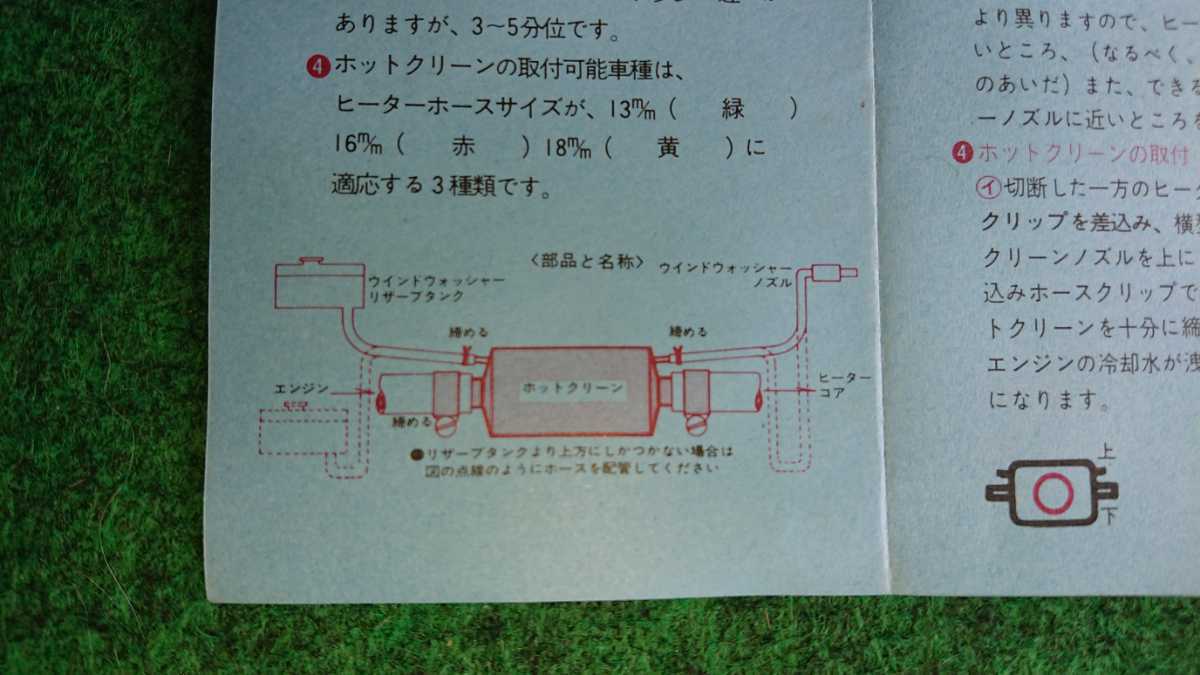 ありますが、3〜5分位です。
❹ホットクリーンの取付可能車種は、
ヒーターホースサイズが、13m/m(　緑　)
16m/m(　赤　)18m/m(　黄　)に
適応する3種類です。
〈部品と名称〉
ウインドウォッシャー
リザーブタンク
ウインドウォッシャー
ノズル
締める
締める
エンジン
ホットクリーン
ヒーター
コア
締める
●リザーブタンクより上方にしかつかない場合は
図の点線のようにホースを配管してください
より異りますので、ヒー
いところ、(なるべく、
のあいだ)また、できる
ーノズルに近いところを
❹ホットクリーンの取付
㋑切断した一方のヒー
クリップを差込み、横
クリーンノズルを上に
込みホースクリップで
トクリーンを十分に締
エンジンの冷却水が洩
になります。
上
下